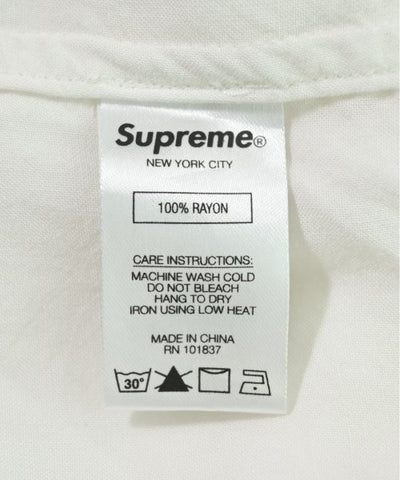 Supreme®
NEW YORK CITY
100% RAYON
CARE INSTRUCTIONS:
MACHINE WASH COLD
DO NOT BLEACH
HANG TO DRY
IRON USING LOW HEAT
MADE IN CHINA
RN 101837
30°